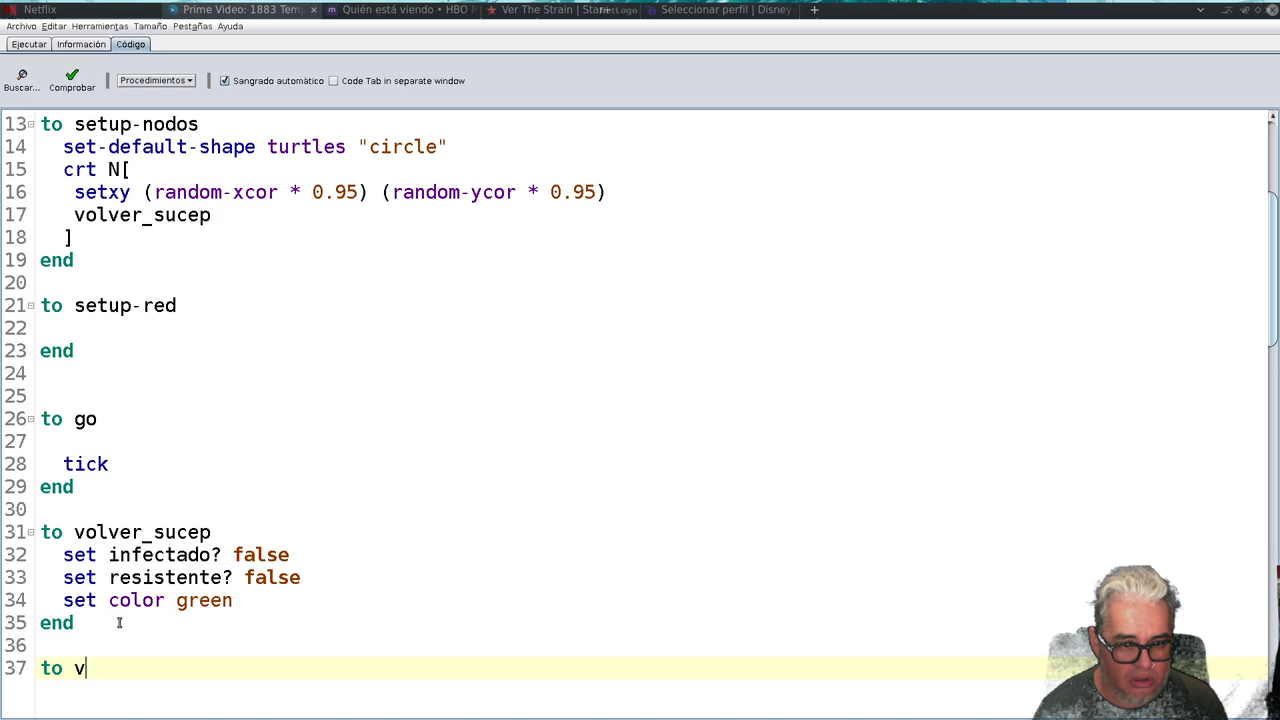 Netflix
Prime Video: 1883 Tem
Quién está viendo • HBO
Ver The Strain | Star+
NetLogo
Seleccionar perfil | Disney
Archivo Editar Herramientas Tamaño Pestañas Ayuda
Ejecutar Información Código
Buscar... Comprobar Procedimientos Sangrado automático Code Tab in separate window
13 to setup-nodos
14 set-default-shape turtles "circle"
15 crt N[
16 setxy (random-xcor * 0.95) (random-ycor * 0.95)
17 volver_sucep
18 ]
19 end
20
21 to setup-red
22
23 end
24
25
26 to go
27
28 tick
29 end
30
31 to volver_sucep
32 set infectado? false
33 set resistente? false
34 set color green
35 end
36
37 to v